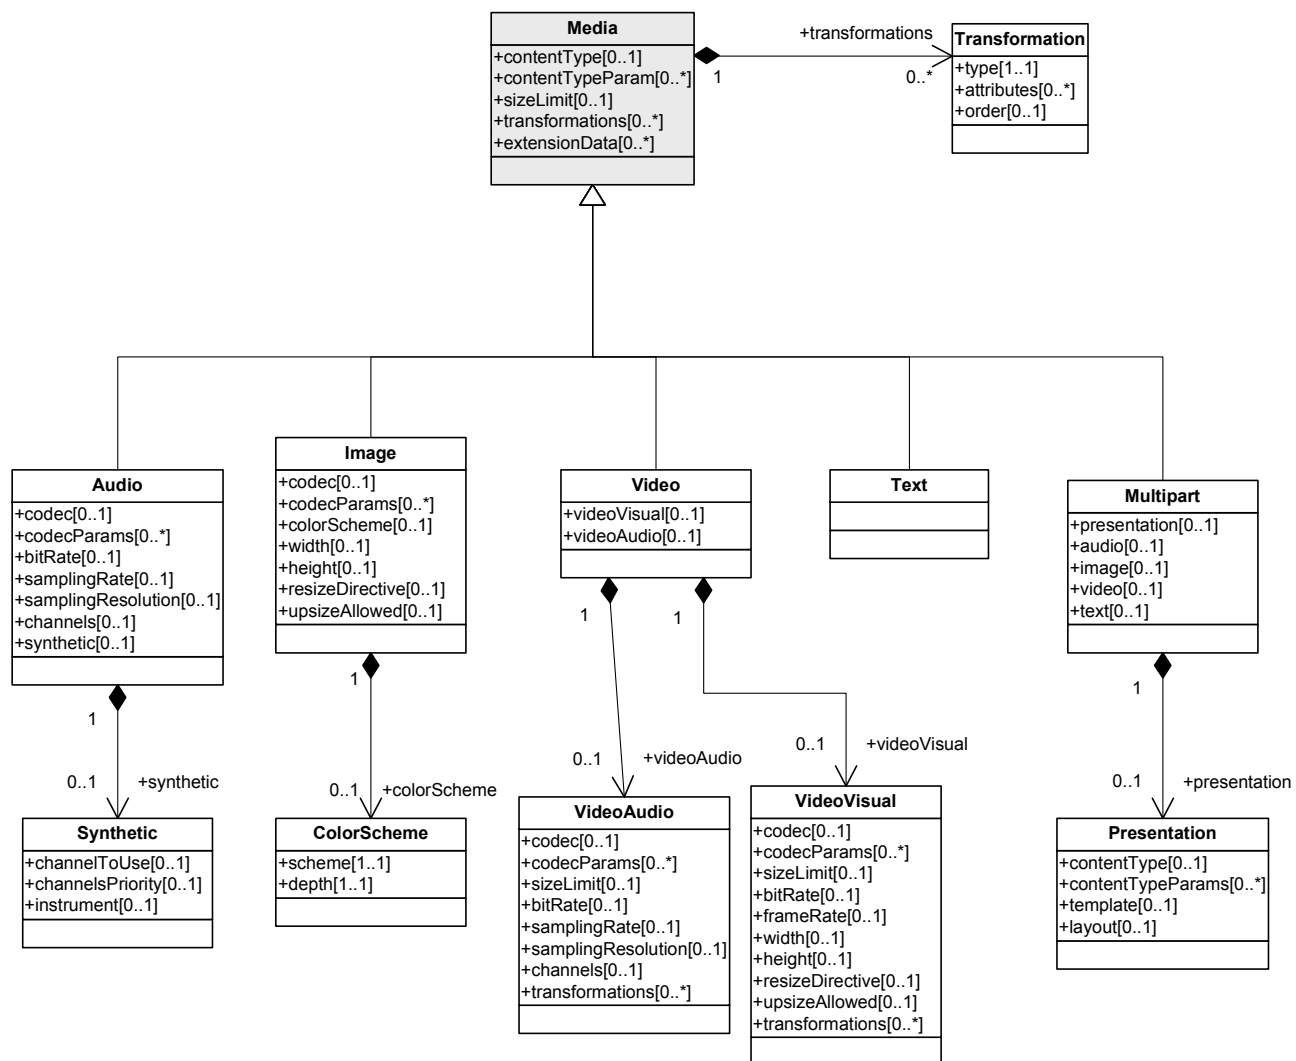 Media
+contentType[0..1]
+contentTypeParam[0..*]
+sizeLimit[0..1]
+transformations[0..*]
+extensionData[0..*]
1
+transformations
0..*
Transformation
+type[1..1]
+attributes[0..*]
+order[0..1]
Audio
+codec[0..1]
+codecParams[0..*]
+bitRate[0..1]
+samplingRate[0..1]
+samplingResolution[0..1]
+channels[0..1]
+synthetic[0..1]
1
0..1
+synthetic
Synthetic
+channelToUse[0..1]
+channelsPriority[0..1]
+instrument[0..1]
Image
+codec[0..1]
+codecParams[0..*]
+colorScheme[0..1]
+width[0..1]
+height[0..1]
+resizeDirective[0..1]
+upsizeAllowed[0..1]
1
0..1
+colorScheme
ColorScheme
+scheme[1..1]
+depth[1..1]
Video
+videoVisual[0..1]
+videoAudio[0..1]
1
1
0..1
+videoAudio
VideoAudio
+codec[0..1]
+codecParams[0..*]
+sizeLimit[0..1]
+bitRate[0..1]
+samplingRate[0..1]
+samplingResolution[0..1]
+channels[0..1]
+transformations[0..*]
0..1
+videoVisual
VideoVisual
+codec[0..1]
+codecParams[0..*]
+sizeLimit[0..1]
+bitRate[0..1]
+frameRate[0..1]
+width[0..1]
+height[0..1]
+resizeDirective[0..1]
+upsizeAllowed[0..1]
+transformations[0..*]
Text
Multipart
+presentation[0..1]
+audio[0..1]
+image[0..1]
+video[0..1]
+text[0..1]
1
0..1
+presentation
Presentation
+contentType[0..1]
+contentTypeParams[0..*]
+template[0..1]
+layout[0..1]